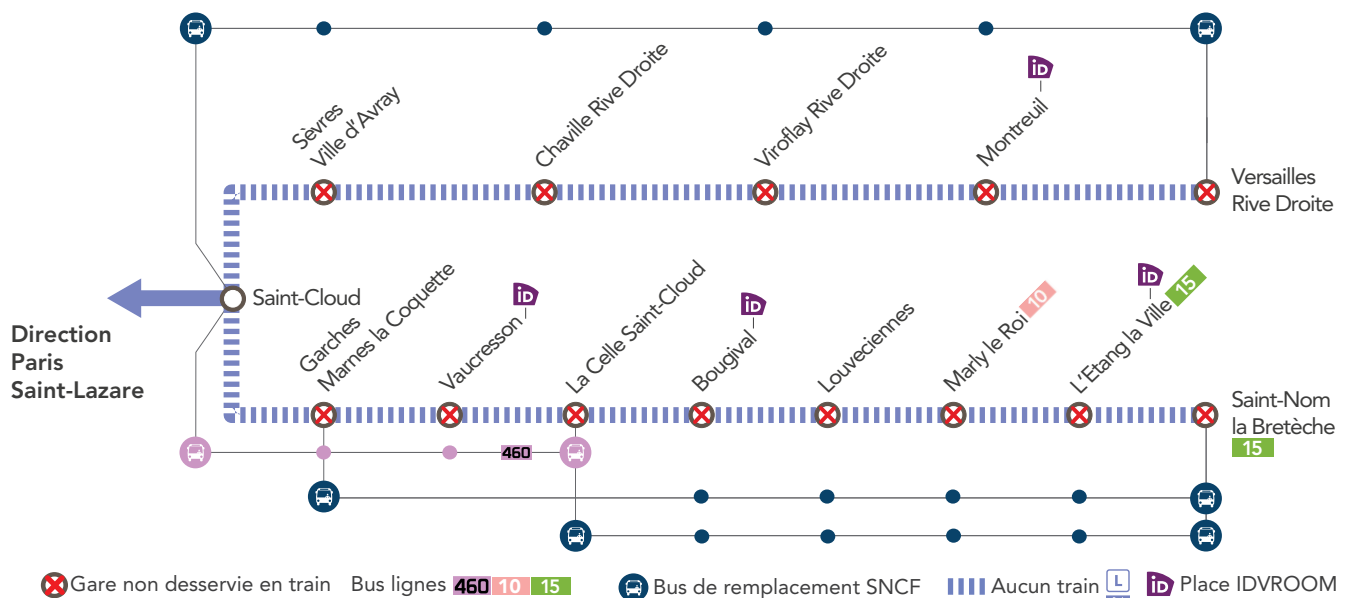 Sèvres
Ville d'Avray
Chaville Rive Droite
Viroflay Rive Droite
iD
Montreuil
Versailles
Rive Droite
Saint-Cloud
Direction
Paris
Saint-Lazare
Garches
Marnes la Coquette
iD
Vaucresson
La Celle Saint-Cloud
iD
Bougival
Louveciennes
Marly le Roi 10
iD
L'Etang la Ville 15
Saint-Nom
la Bretèche
15
460
Gare non desservie en train
Bus lignes 460 10 15
Bus de remplacement SNCF
Aucun train L
iD Place IDVROOM